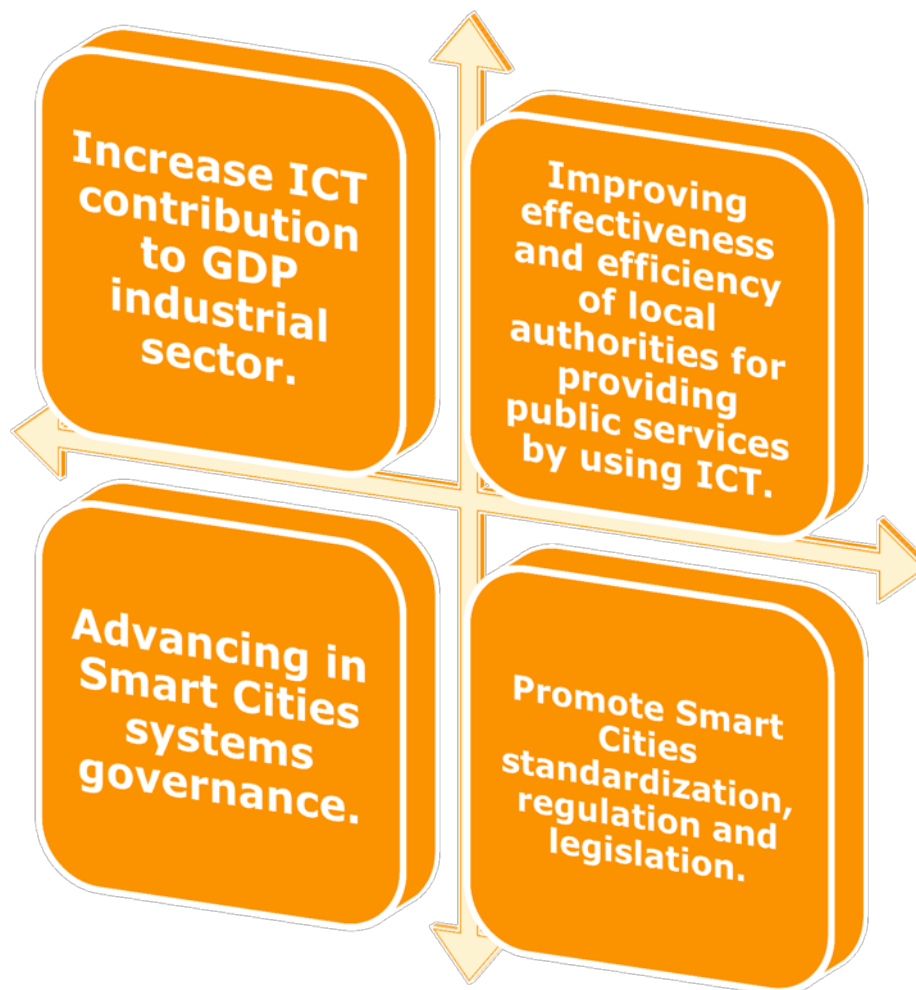 Increase ICT
contribution
to GDP
industrial
sector.
Improving
effectiveness
and efficiency
of local
authorities for
providing
public services
by using ICT.
Advancing in
Smart Cities
systems
governance.
Promote Smart
Cities
standardization,
regulation and
legislation.